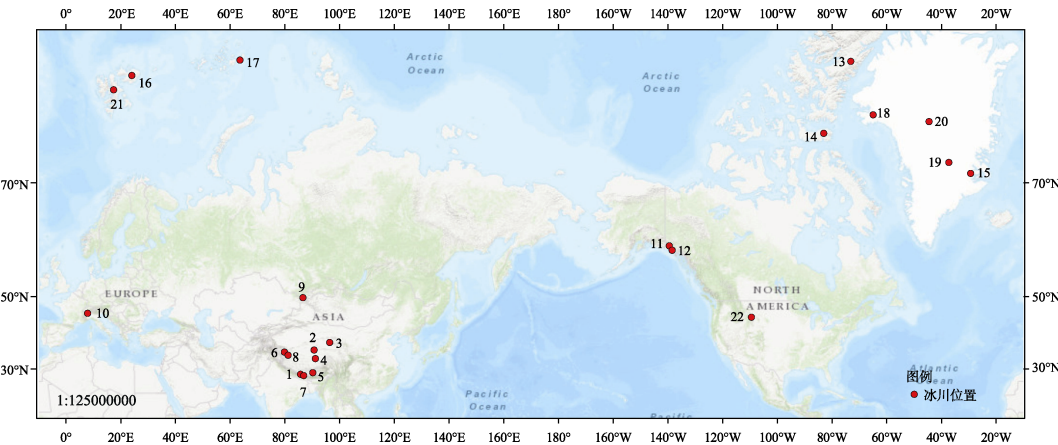 0° 20°E 40°E 60°E 80°E 100°E 120°E 140°E 160°E 180° 160°W 140°W 120°W 100°W 80°W 60°W 40°W 20°W
Arctic
Ocean
Arctic
Ocean
13
17
16
21
18
20
14
19
15
70°N
70°N
11
12
9
EUROPE
NORTH
AMERICA
50°N
50°N
10
ASIA
22
2
3
6
8
4
30°N
30°N
1
5
7
Atlantic
Ocean
图例
冰川位置
Pacific
Ocean
1:125000000
Pacific
0° 20°E 40°E 60°E 80°E 100°E 120°E 140°E 160°E 180° 160°W 140°W 120°W 100°W 80°W 60°W 40°W 20°W